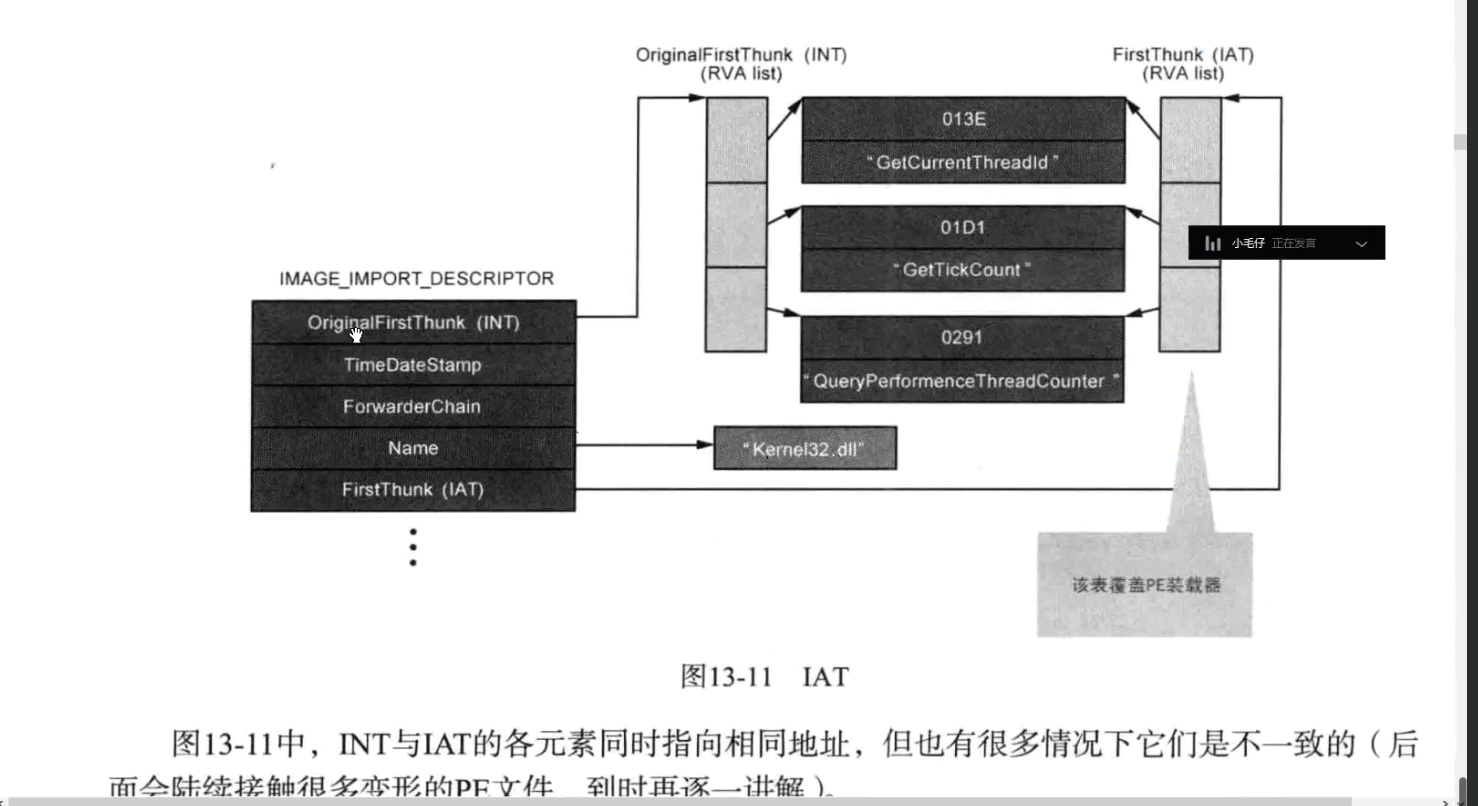 OriginalFirstThunk (INT)
(RVA list)
FirstThunk (IAT)
(RVA list)
013E
“GetCurrentThreadId”
01D1
“GetTickCount”
小毛仔 正在发言
IMAGE_IMPORT_DESCRIPTOR
OriginalFirstThunk (INT)
TimeDateStamp
ForwarderChain
Name
FirstThunk (IAT)
0291
“QueryPerformenceThreadCounter”
“Kernel32.dll”
该表覆盖PE装载器
图13-11 IAT
图13-11中，INT与IAT的各元素同时指向相同地址，但也有很多情况下它们是不一致的（后
面会陆续接触很多变形的PE文件，到时再逐一讲解）。